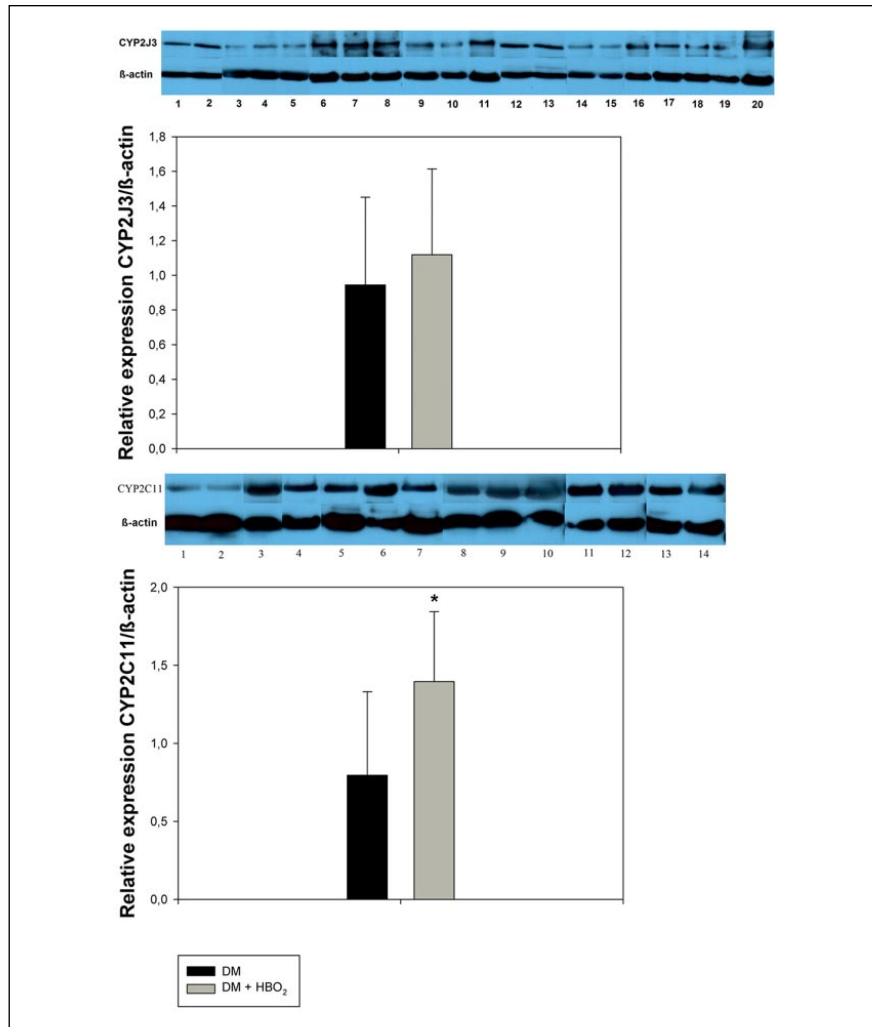 CYP2J3
ß-actin
1 2 3 4 5 6 7 8 9 10 11 12 13 14 15 16 17 18 19 20
Relative expression CYP2J3/ß-actin
1,8
1,6
1,4
1,2
1,0
0,8
0,6
0,4
0,2
0,0
CYP2C11
ß-actin
1 2 3 4 5 6 7 8 9 10 11 12 13 14
Relative expression CYP2C11/ß-actin
2,0
1,5
1,0
0,5
0,0
*
DM
DM + HBO₂